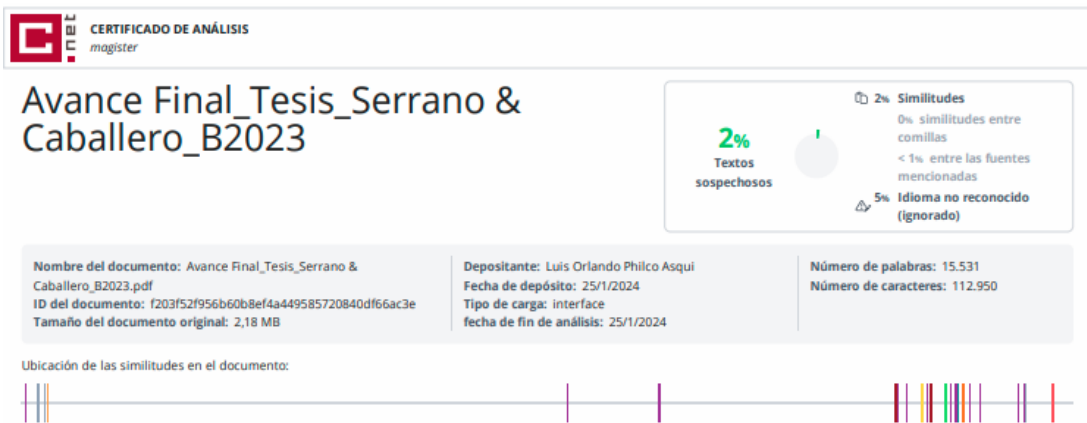 C.net
CERTIFICADO DE ANÁLISIS
magister
Avance Final_Tesis_Serrano &
Caballero_B2023
2%
Textos
sospechosos
2% Similitudes
0% similitudes entre
comillas
< 1% entre las fuentes
mencionadas
5% Idioma no reconocido
(ignorado)
Nombre del documento: Avance Final_Tesis_Serrano &
Caballero_B2023.pdf
ID del documento: f203f52f956b60b8ef4a449585720840df66ac3e
Tamaño del documento original: 2,18 MB
Depositante: Luis Orlando Philco Asqui
Fecha de depósito: 25/1/2024
Tipo de carga: interface
fecha de fin de análisis: 25/1/2024
Número de palabras: 15.531
Número de caracteres: 112.950
Ubicación de las similitudes en el documento: